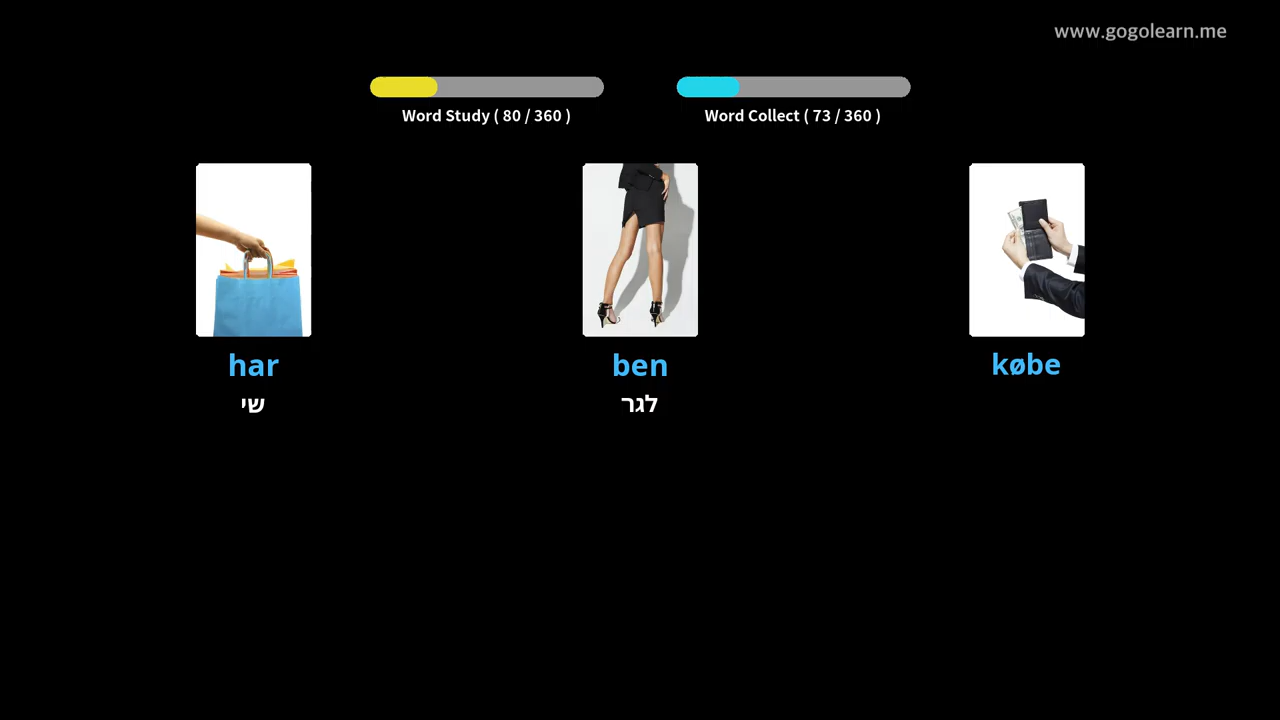 www.gogolearn.me
Word Study ( 80 / 360 )
Word Collect ( 73 / 360 )
har
ben
købe
שי
לגר